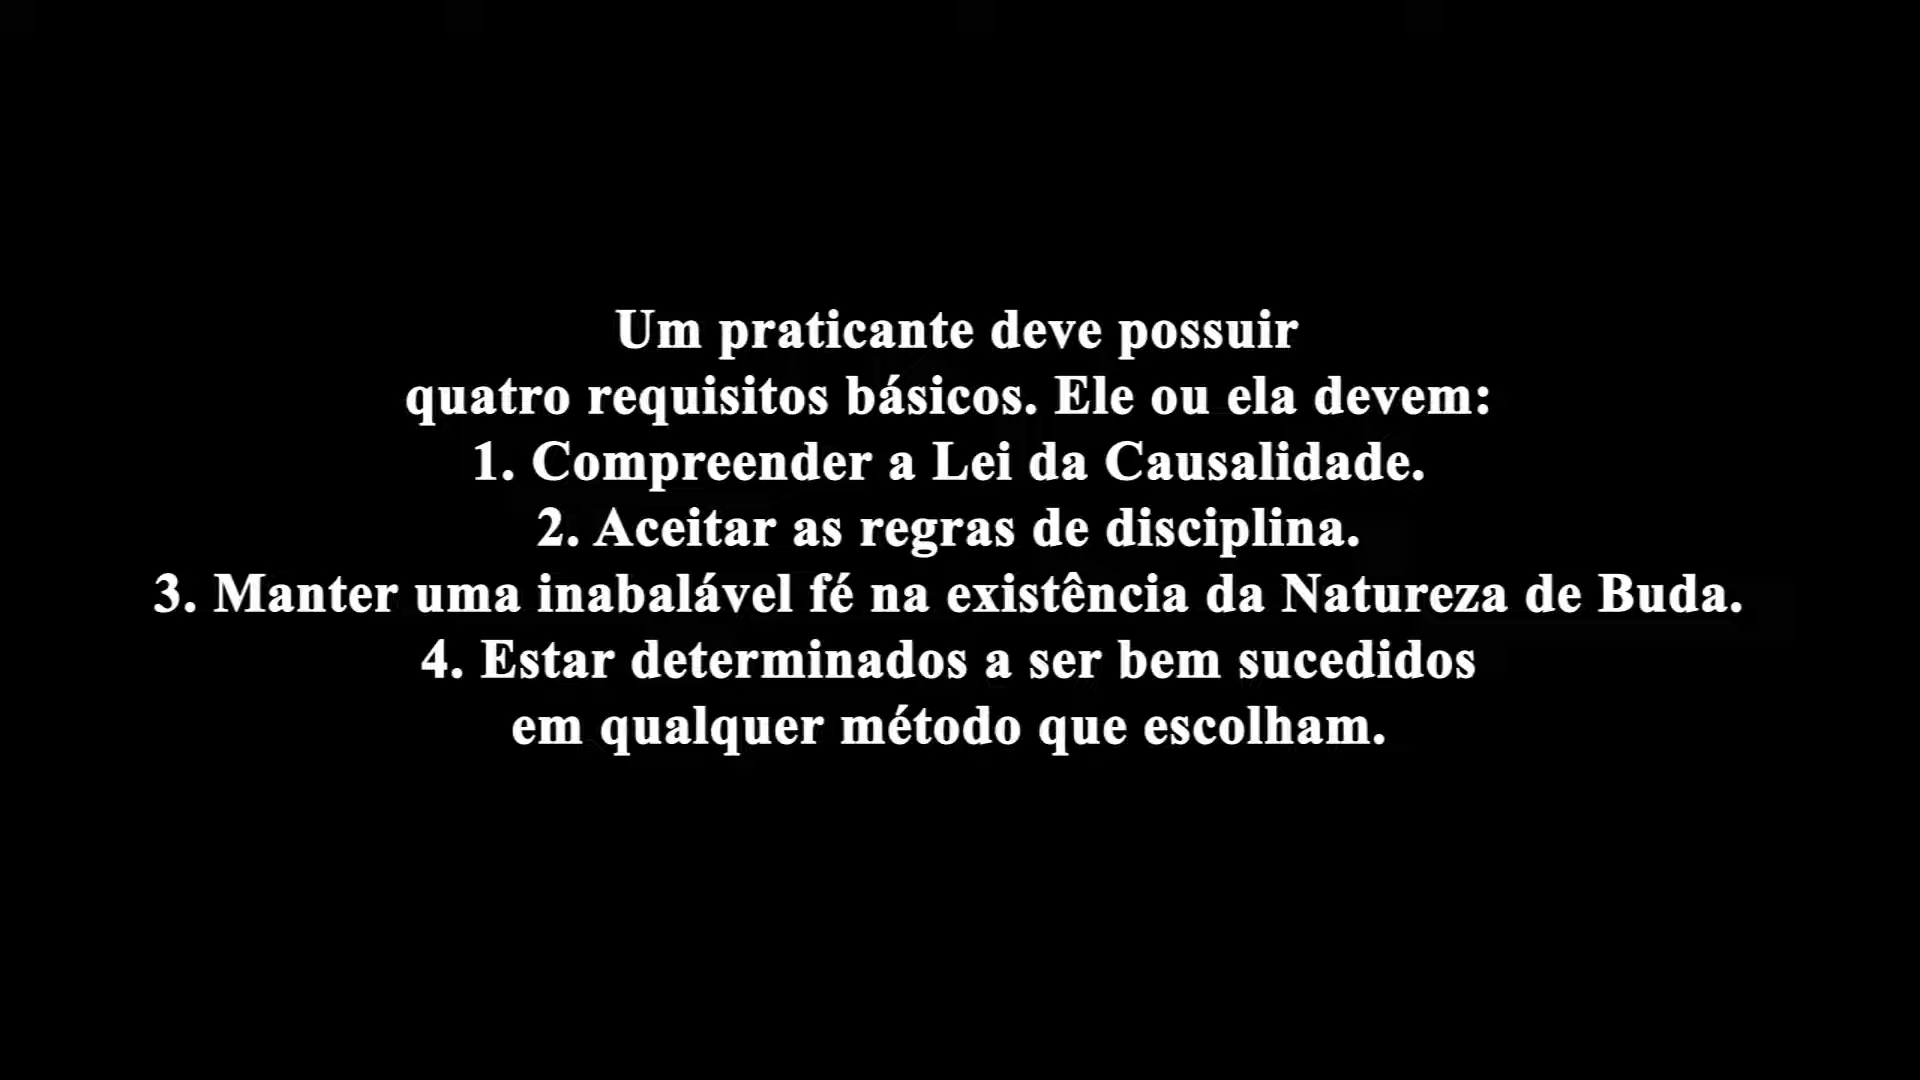 Um praticante deve possuir
quatro requisitos básicos. Ele ou ela devem:
1. Compreender a Lei da Causalidade.
2. Aceitar as regras de disciplina.
3. Manter uma inabalável fé na existência da Natureza de Buda.
4. Estar determinados a ser bem sucedidos
em qualquer método que escolham.